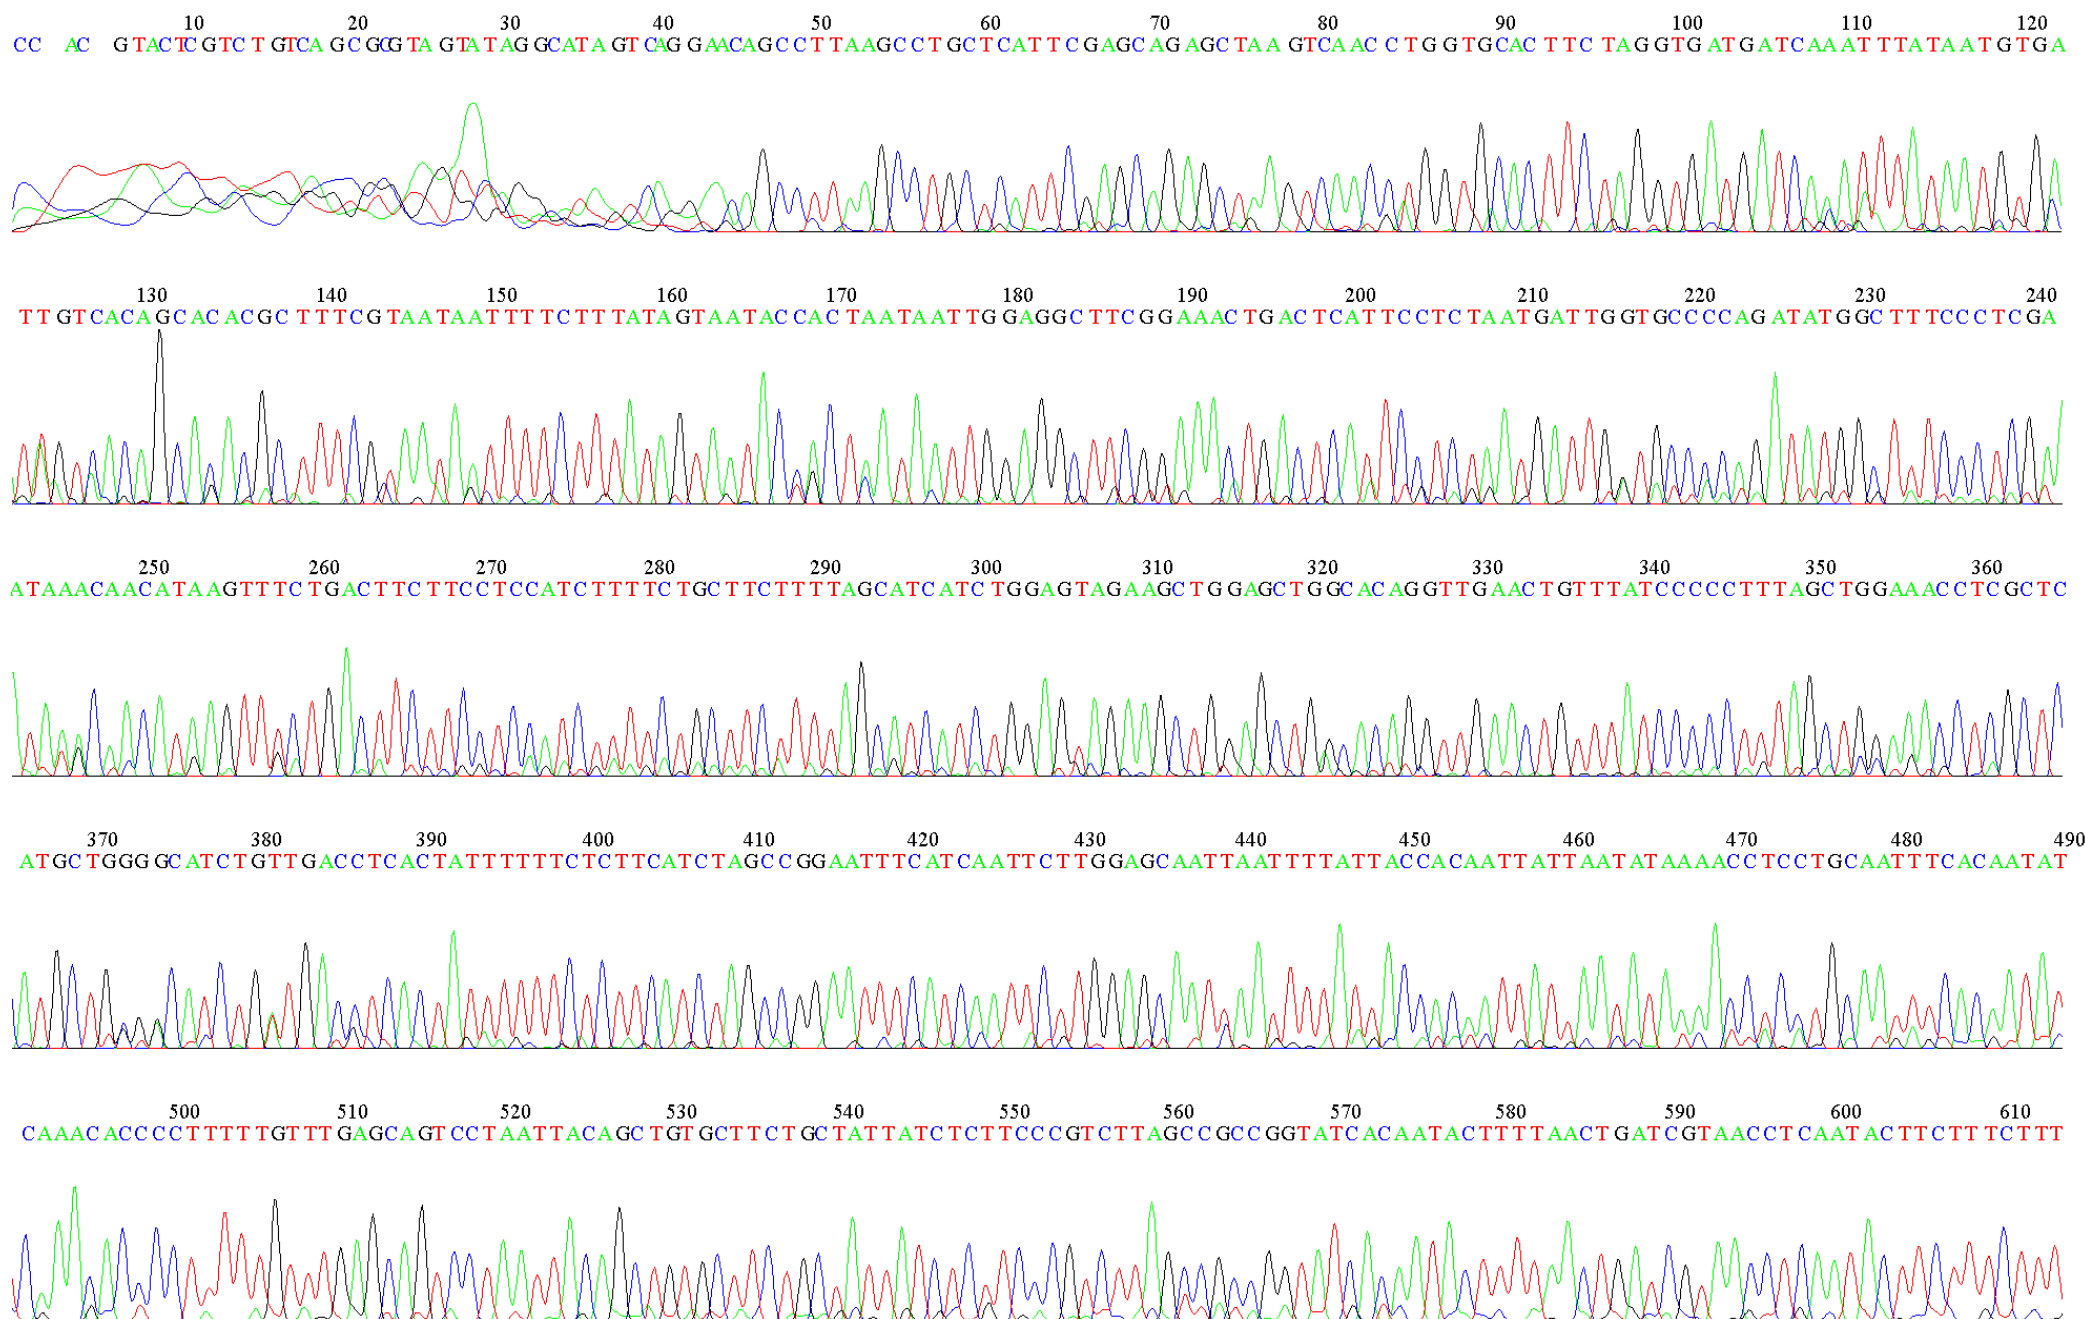 10 20 30 40 50 60 70 80 90 100 110 120
CC AC GTACTCGTCTGTCAGCGCGTAGTATAGGCATAGTCAGGAACAGCCTTAAGCCTGCTCATTCGAGCAGAGCTAAGTCAACCTGGTGCACTTCTAGGTGATGATCAAATTTATAATGTGA
130 140 150 160 170 180 190 200 210 220 230 240
TTGTCACAGCACACGCTTTCGTAATAATTTTCTTTATAGTAATACCACTAATAATTGGAGGCTTCGGAAACTGACTCATTCCTCTAATGATTGGTGCCCCAGATATGGCTTTCCCTCGA
250 260 270 280 290 300 310 320 330 340 350 360
ATAAACAACATAAGTTTCTGACTTCTTCCTCCATCTTTTCTGCTTCTTTTAGCATCATCTGGAGTAGAAGCTGGAGCTGGCACAGGTTGAACTGTTTATCCCCCTTTAGCTGGAAACCTCGCTC
370 380 390 400 410 420 430 440 450 460 470 480 490
ATGCTGGGGCATCTGTTGACCTCACTATTTTTTCTCTTCATCTAGCCGGAATTTCATCAATTCTTGGAGCAATTAATTTTATTACCACAATTATTAATATAAAACCTCCTGCAATTTCACAATAT
500 510 520 530 540 550 560 570 580 590 600 610
CAAACACCCCTTTTTGTTTGAGCAGTCCTAATTACAGCTGTGCTTCTGCTATTATCTCTTCCCGTCTTAGCCGCCGGTATCACAATACTTTTAACTGATCGTAACCTCAATACTTCTTTCTTT